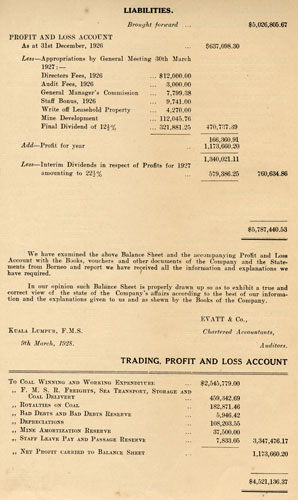 LIABILITIES.
Brought forward ... $5,026,805.67
PROFIT AND LOSS ACCOUNT
As at 31st December, 1926 ... $637,098.30
Less—Appropriations by General Meeting 30th March
1927:—
Directors Fees, 1926 ... $12,000.00
Audit Fees, 1926 ... 3,000.00
General Manager's Commission ... 7,799.38
Staff Bonus, 1926 ... 9,741.00
Write off Leasehold Property ... 4,270.00
Mine Development ... 112,045.76
Final Dividend of 12½% ... 321,881.25 470,737.39
166,360.91
Add—Profit for year ... 1,173,660.20
1,340,021.11
Less—Interim Dividends in respect of Profits for 1927
amounting to 22½% ... 579,386.25 760,634.86
$5,787,440.53
We have examined the above Balance Sheet and the accompanying Profit and Loss
Account with the Books, vouchers and other documents of the Company and the State-
ments from Borneo and report we have received all the information and explanations we
have required.
In our opinion such Balance Sheet is properly drawn up so as to exhibit a true and
correct view of the state of the Company's affairs according to the best of our informa-
tion and the explanations given to us and as shewn by the Books of the Company.
EVATT & Co.,
Kuala Lumpur, F.M.S. Chartered Accountants,
9th March, 1928. Auditors.
TRADING, PROFIT AND LOSS ACCOUNT
To Coal Winning and Working Expenditure ... $2,545,779.00
„ F. M. S. R. Freights, Sea Transport, Storage and
Coal Delivery ... 459,342.69
„ Royalties on Coal ... 182,871.46
„ Bad Debts and Bad Debts Reserve ... 5,946.42
„ Depreciations ... 108,203.55
„ Mine Amortization Reserve ... 37,500.00
„ Staff Leave Pay and Passage Reserve ... 7,833.05 3,347,476.17
„ Net Profit carried to Balance Sheet ... 1,173,660.20
$4,521,136.37